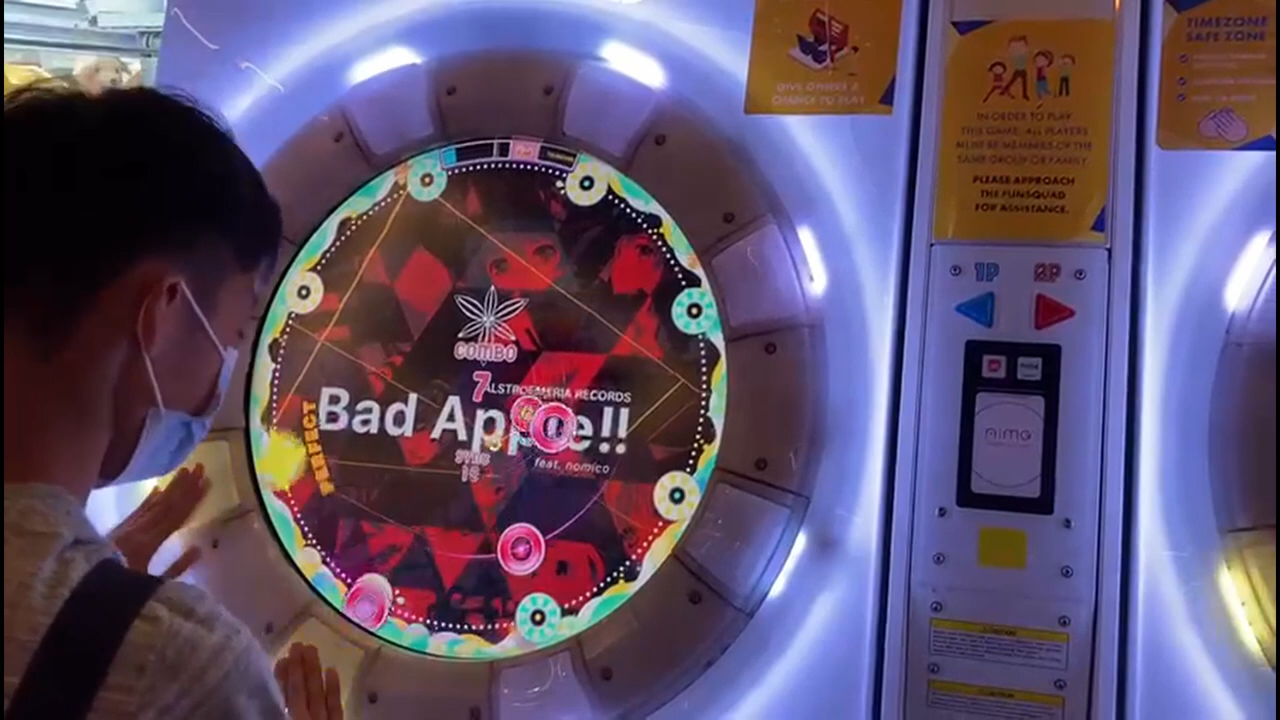 GIVE OTHERS A
CHANCE TO PLAY
TIMEZONE
SAFE ZONE
IN ORDER TO PLAY
THIS GAME, ALL PLAYERS
MUST BE MEMBERS OF THE
SAME GROUP OR FAMILY.
PLEASE APPROACH
THE FUNSQUAD
FOR ASSISTANCE.
1P 2P
COMBO
7
ALSTROEMERIA RECORDS
Bad Apple!!
feat. nomico
PERFECT
SYNC
aime